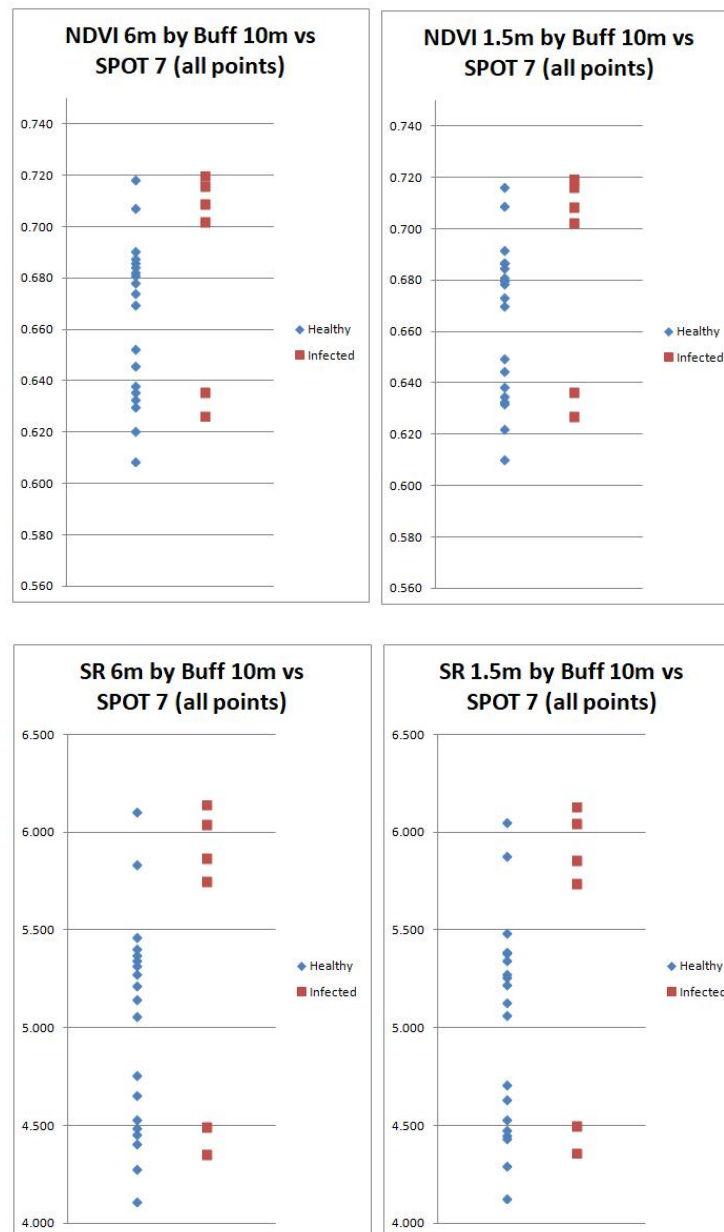 NDVI 6m by Buff 10m vs
SPOT 7 (all points)
0.740
0.720
0.700
0.680
0.660
0.640
0.620
0.600
0.580
0.560
Healthy
Infected
NDVI 1.5m by Buff 10m vs
SPOT 7 (all points)
0.740
0.720
0.700
0.680
0.660
0.640
0.620
0.600
0.580
0.560
Healthy
Infected
SR 6m by Buff 10m vs
SPOT 7 (all points)
6.500
6.000
5.500
5.000
4.500
4.000
Healthy
Infected
SR 1.5m by Buff 10m vs
SPOT 7 (all points)
6.500
6.000
5.500
5.000
4.500
4.000
Healthy
Infected